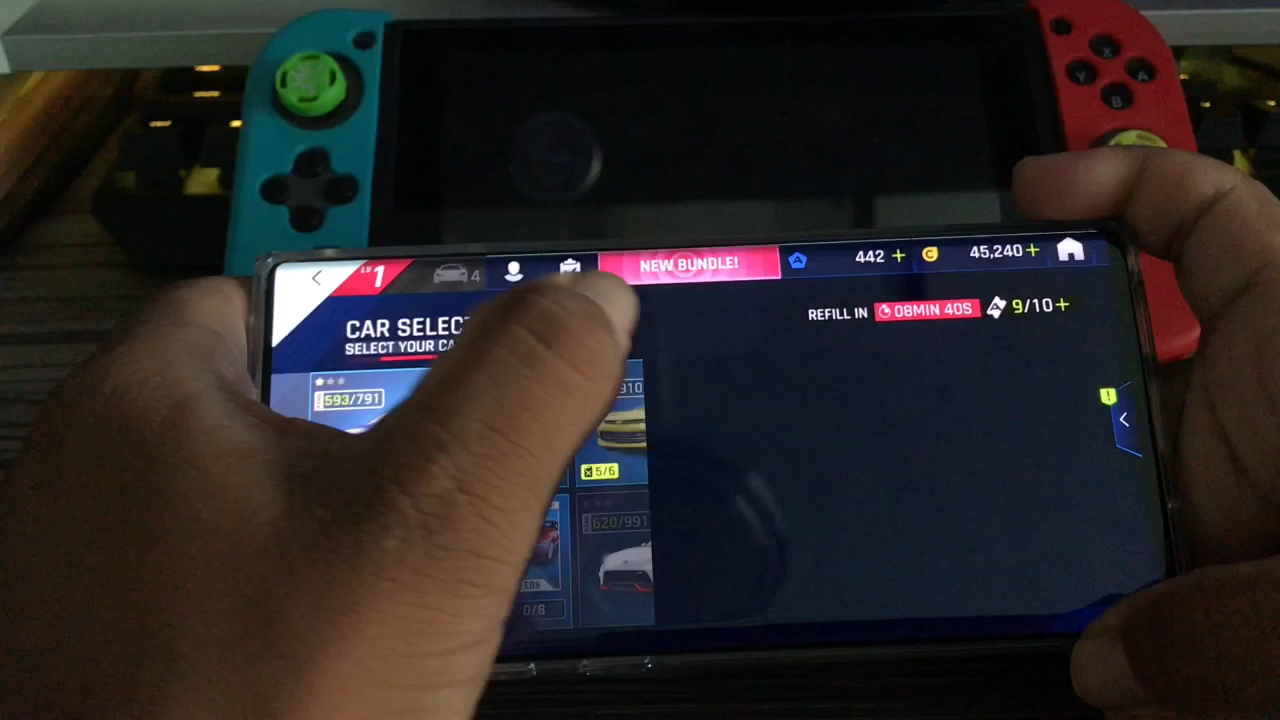 X
Y
A
B
LV 1
4
NEW BUNDLE!
442 +
45,240 +
CAR SELECT
SELECT YOUR CA
REFILL IN 08MIN 40S 9/10 +
593/791
910
5/6
620/991
0/8